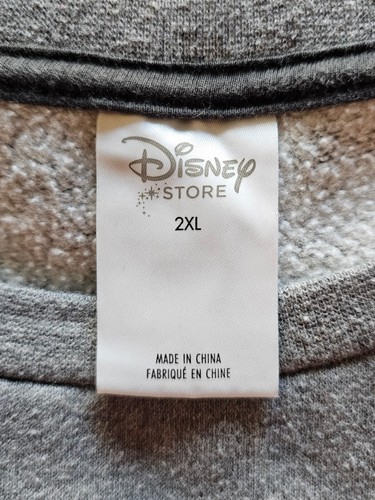 Disney
STORE
2XL
MADE IN CHINA
FABRIQUÉ EN CHINE